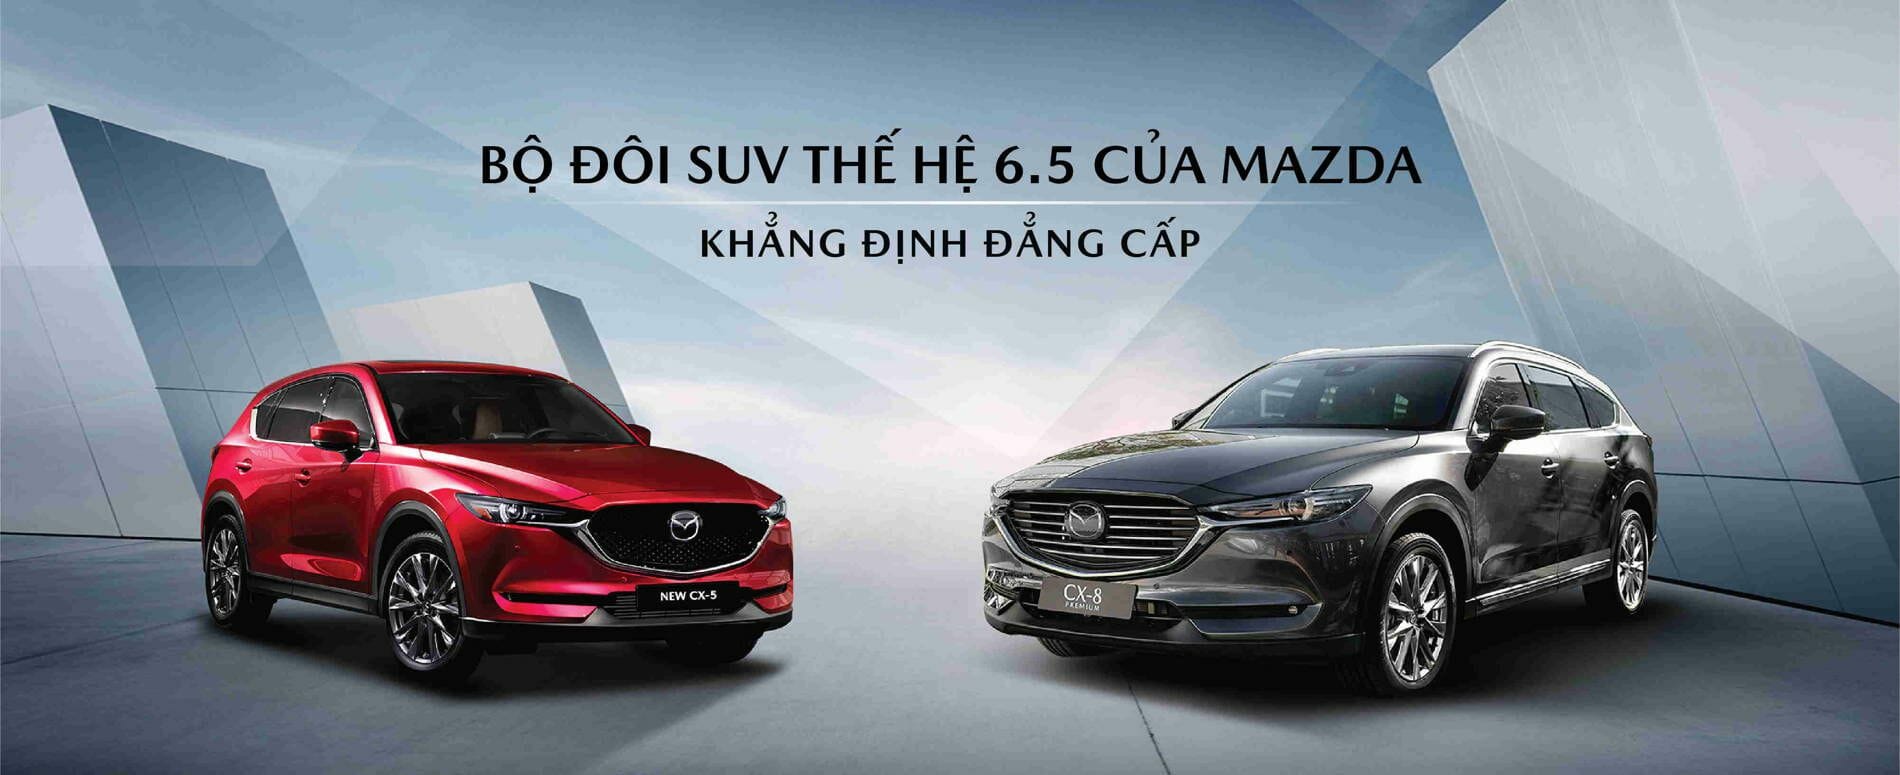 BỘ ĐÔI SUV THẾ HỆ 6.5 CỦA MAZDA
KHẲNG ĐỊNH ĐẲNG CẤP
NEW CX-5
CX-8
PREMIUM